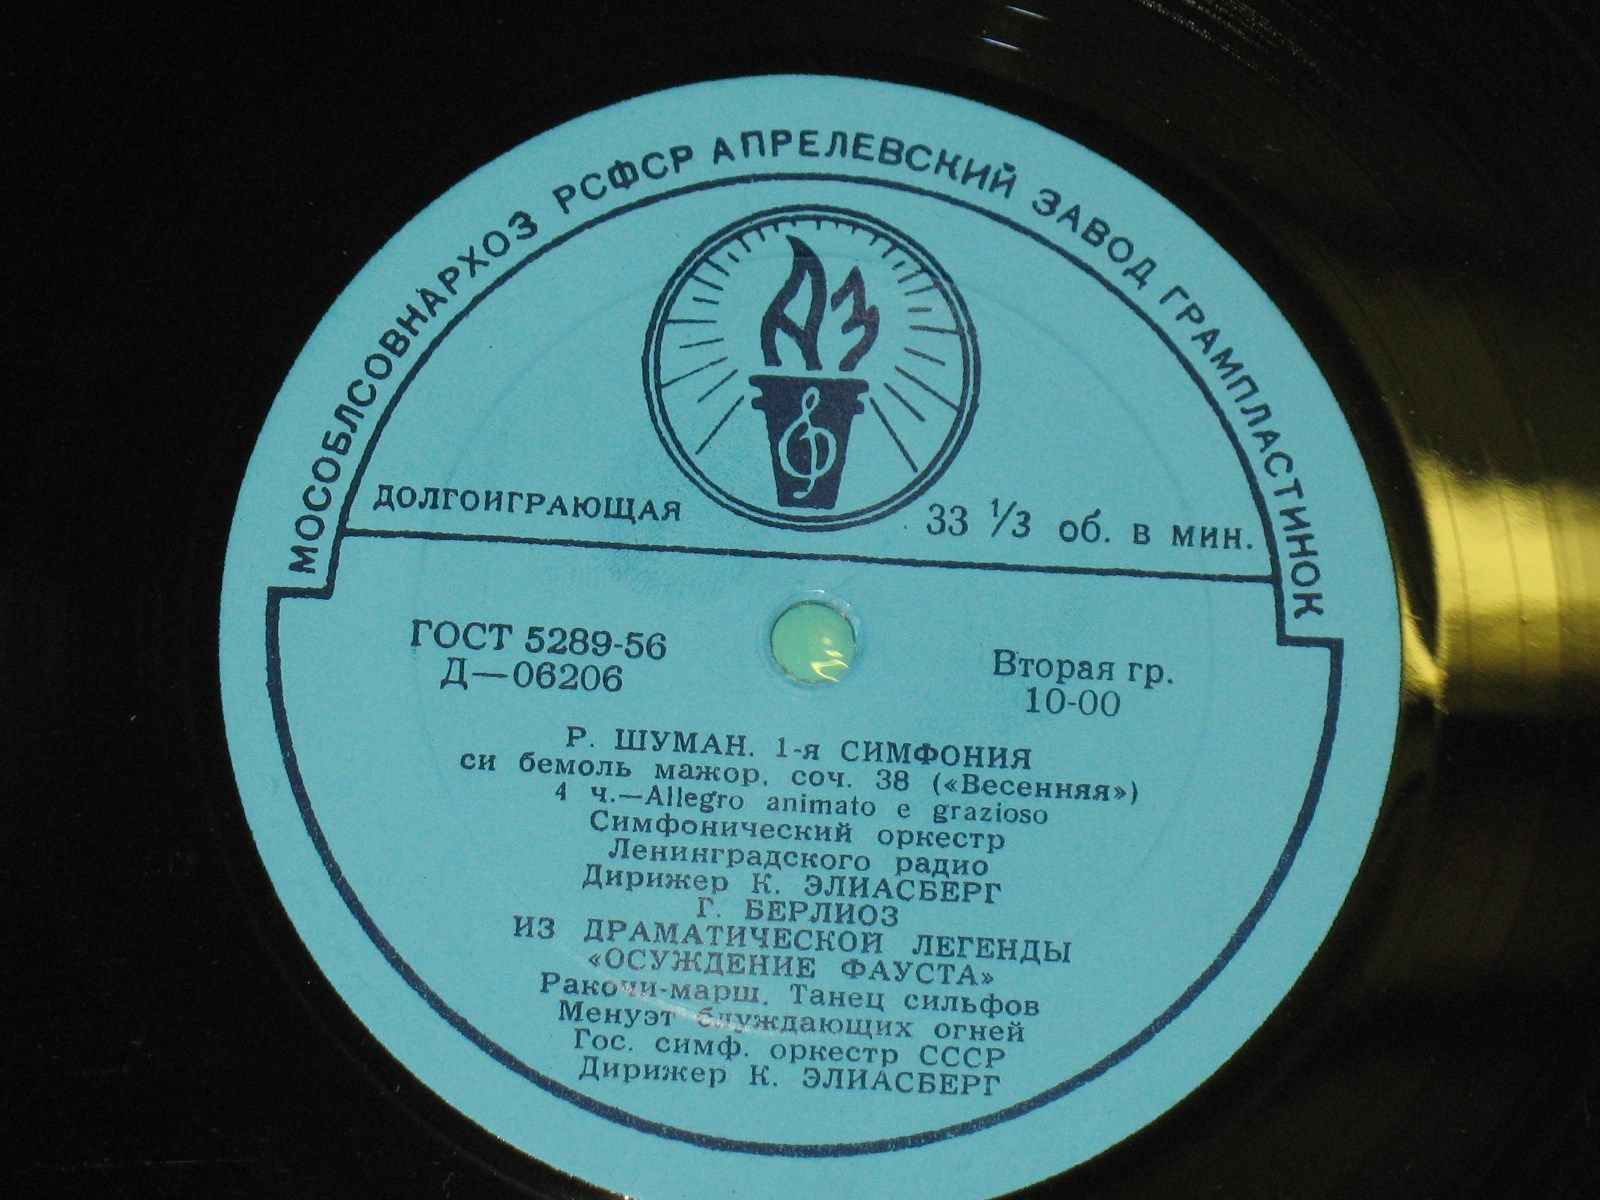 МОСОБЛСОВНАРХОЗ РСФСР АПРЕЛЕВСКИЙ ЗАВОД ГРАМПЛАСТИНОК
АЗ
ДОЛГОИГРАЮЩАЯ
33 1/3 об. в мин.
ГОСТ 5289-56
Д—06206
Вторая гр.
10-00
Р. ШУМАН. 1-я СИМФОНИЯ
си бемоль мажор, соч. 38 («Весенняя»)
4 ч.—Allegro animato e grazioso
Симфонический оркестр
Ленинградского радио
Дирижер К. ЭЛИАСБЕРГ
Г. БЕРЛИОЗ
ИЗ ДРАМАТИЧЕСКОЙ ЛЕГЕНДЫ
«ОСУЖДЕНИЕ ФАУСТА»
Ракочи-марш. Танец сильфов
Менуэт блуждающих огней
Гос. симф. оркестр СССР
Дирижер К. ЭЛИАСБЕРГ